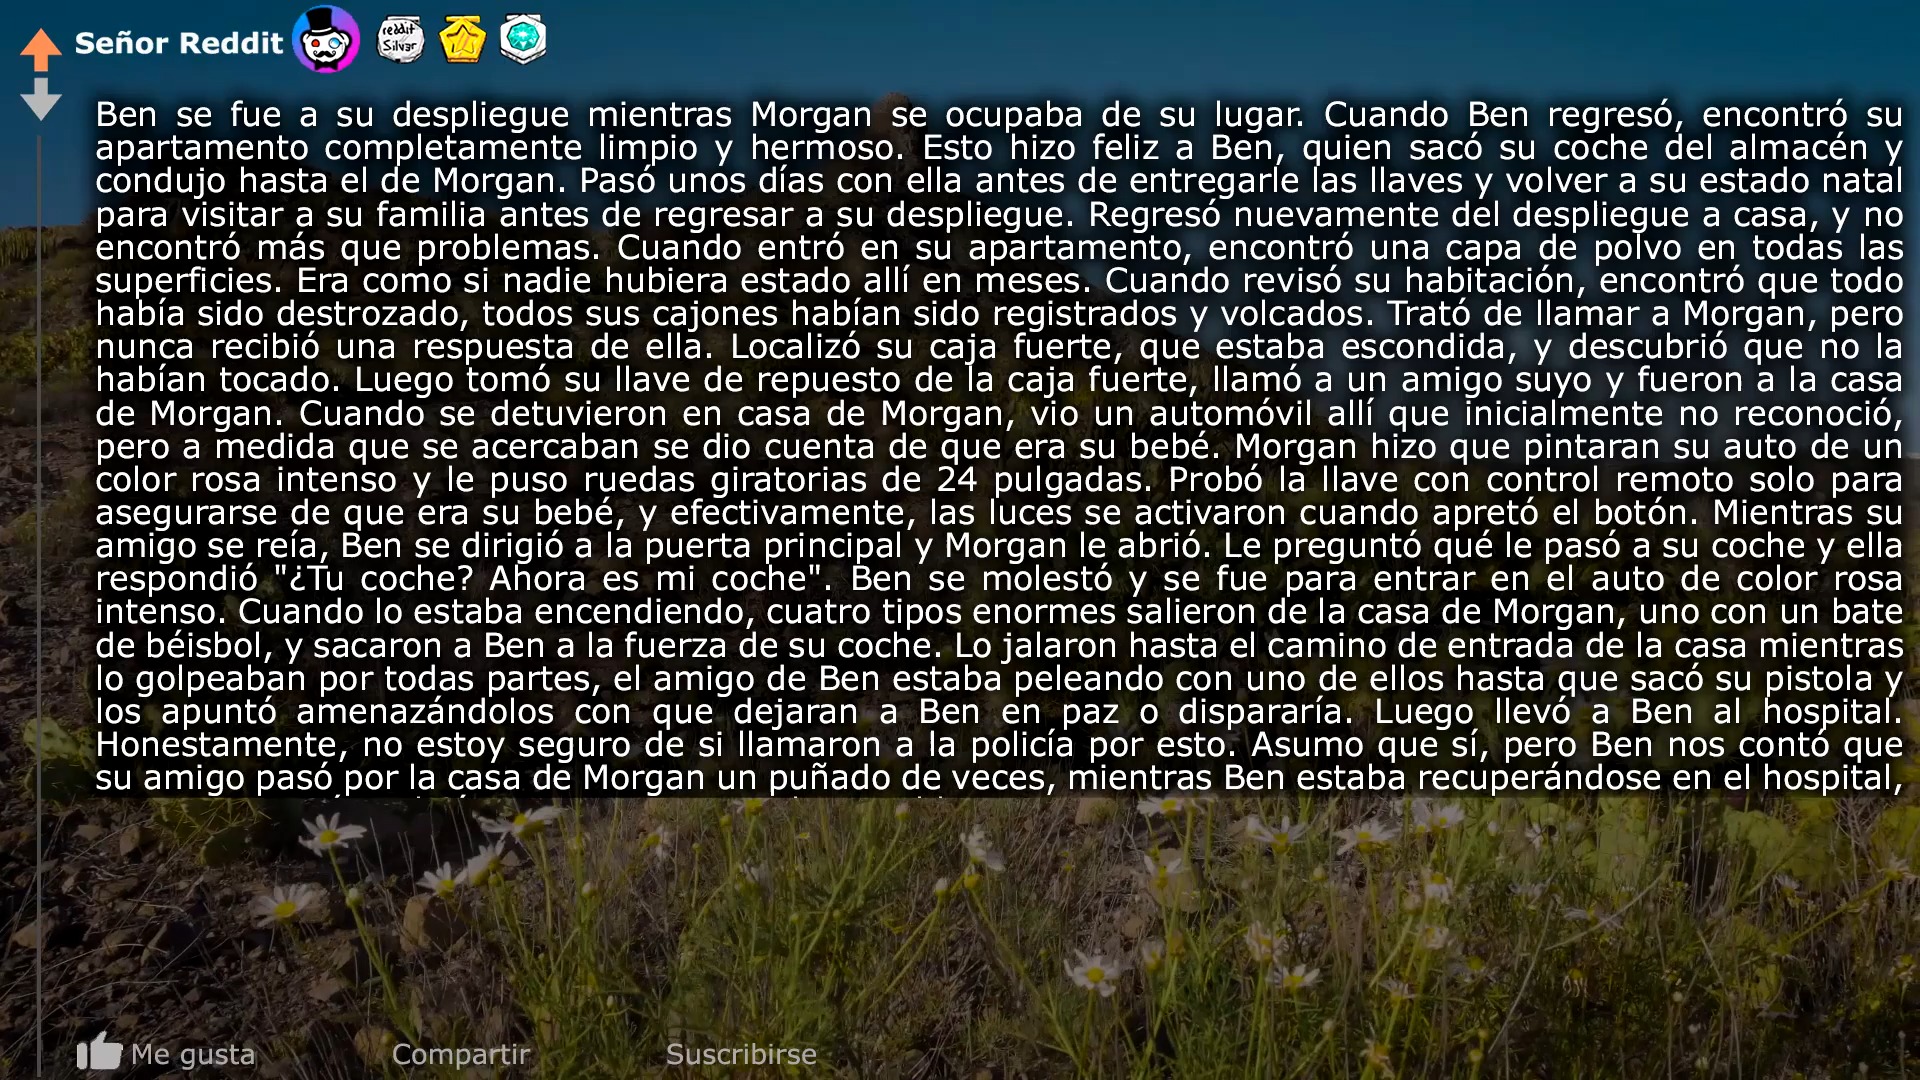 Señor Reddit
reddit
Silver
Ben se fue a su despliegue mientras Morgan se ocupaba de su lugar. Cuando Ben regresó, encontró su
apartamento completamente limpio y hermoso. Esto hizo feliz a Ben, quien sacó su coche del almacén y
condujo hasta el de Morgan. Pasó unos días con ella antes de entregarle las llaves y volver a su estado natal
para visitar a su familia antes de regresar a su despliegue. Regresó nuevamente del despliegue a casa, y no
encontró más que problemas. Cuando entró en su apartamento, encontró una capa de polvo en todas las
superficies. Era como si nadie hubiera estado allí en meses. Cuando revisó su habitación, encontró que todo
había sido destrozado, todos sus cajones habían sido registrados y volcados. Trató de llamar a Morgan, pero
nunca recibió una respuesta de ella. Localizó su caja fuerte, que estaba escondida, y descubrió que no la
habían tocado. Luego tomó su llave de repuesto de la caja fuerte, llamó a un amigo suyo y fueron a la casa
de Morgan. Cuando se detuvieron en casa de Morgan, vio un automóvil allí que inicialmente no reconoció,
pero a medida que se acercaban se dio cuenta de que era su bebé. Morgan hizo que pintaran su auto de un
color rosa intenso y le puso ruedas giratorias de 24 pulgadas. Probó la llave con control remoto solo para
asegurarse de que era su bebé, y efectivamente, las luces se activaron cuando apretó el botón. Mientras su
amigo se reía, Ben se dirigió a la puerta principal y Morgan le abrió. Le preguntó qué le pasó a su coche y ella
respondió "¿Tu coche? Ahora es mi coche". Ben se molestó y se fue para entrar en el auto de color rosa
intenso. Cuando lo estaba encendiendo, cuatro tipos enormes salieron de la casa de Morgan, uno con un bate
de béisbol, y sacaron a Ben a la fuerza de su coche. Lo jalaron hasta el camino de entrada de la casa mientras
lo golpeaban por todas partes, el amigo de Ben estaba peleando con uno de ellos hasta que sacó su pistola y
los apuntó amenazándolos con que dejaran a Ben en paz o dispararía. Luego llevó a Ben al hospital.
Honestamente, no estoy seguro de si llamaron a la policía por esto. Asumo que sí, pero Ben nos contó que
su amigo pasó por la casa de Morgan un puñado de veces, mientras Ben estaba recuperándose en el hospital,
Me gusta
Compartir
Suscribirse